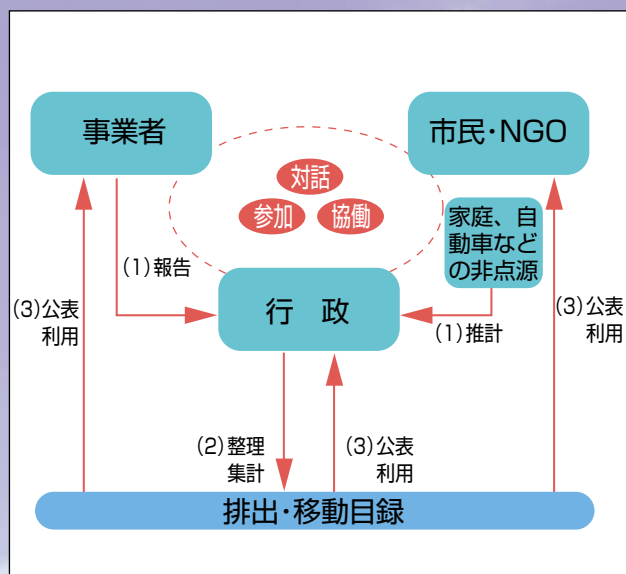 事業者
市民・NGO
対話
参加
協働
家庭、自
動車など
の非点源
(1)報告
(3)公表
利用
行 政
(1)推計
(3)公表
利用
(2)整理
集計
(3)公表
利用
排出・移動目録